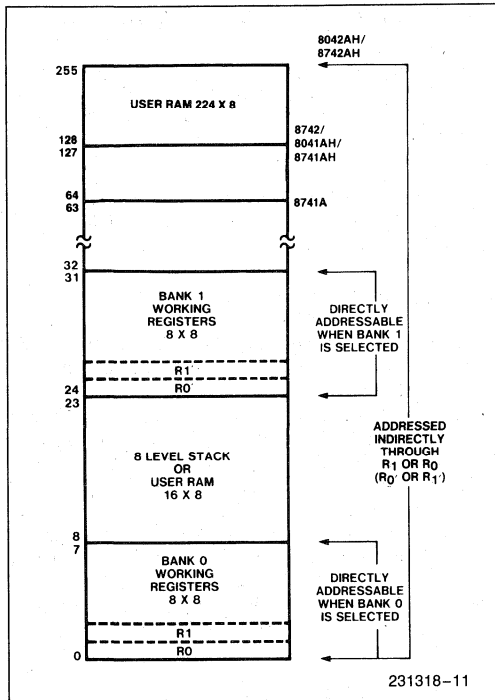 8042AH/
8742AH
255
USER RAM 224 X 8
128
127
8742/
8041AH/
8741AH
64
63
8741A
32
31
BANK 1
WORKING
REGISTERS
8 X 8
DIRECTLY
ADDRESSABLE
WHEN BANK 1
IS SELECTED
R1'
R0'
24
23
8 LEVEL STACK
OR
USER RAM
16 X 8
ADDRESSED
INDIRECTLY
THROUGH
R1 OR R0
(R0' OR R1')
8
7
BANK 0
WORKING
REGISTERS
8 X 8
DIRECTLY
ADDRESSABLE
WHEN BANK 0
IS SELECTED
R1
R0
0
231318–11